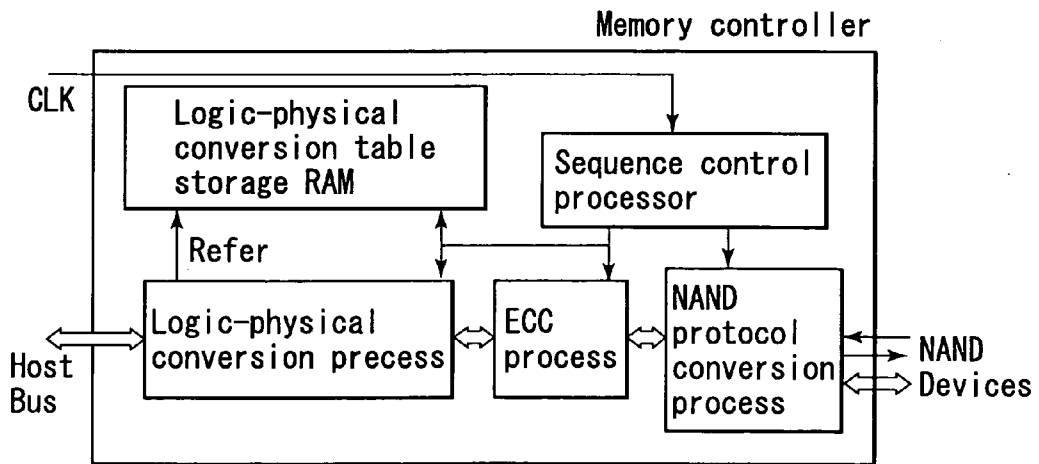 Memory controller
CLK
Logic-physical
conversion table
storage RAM
Sequence control
processor
Refer
Logic-physical
conversion precess
ECC
process
NAND
protocol
conversion
process
Host
Bus
NAND
Devices